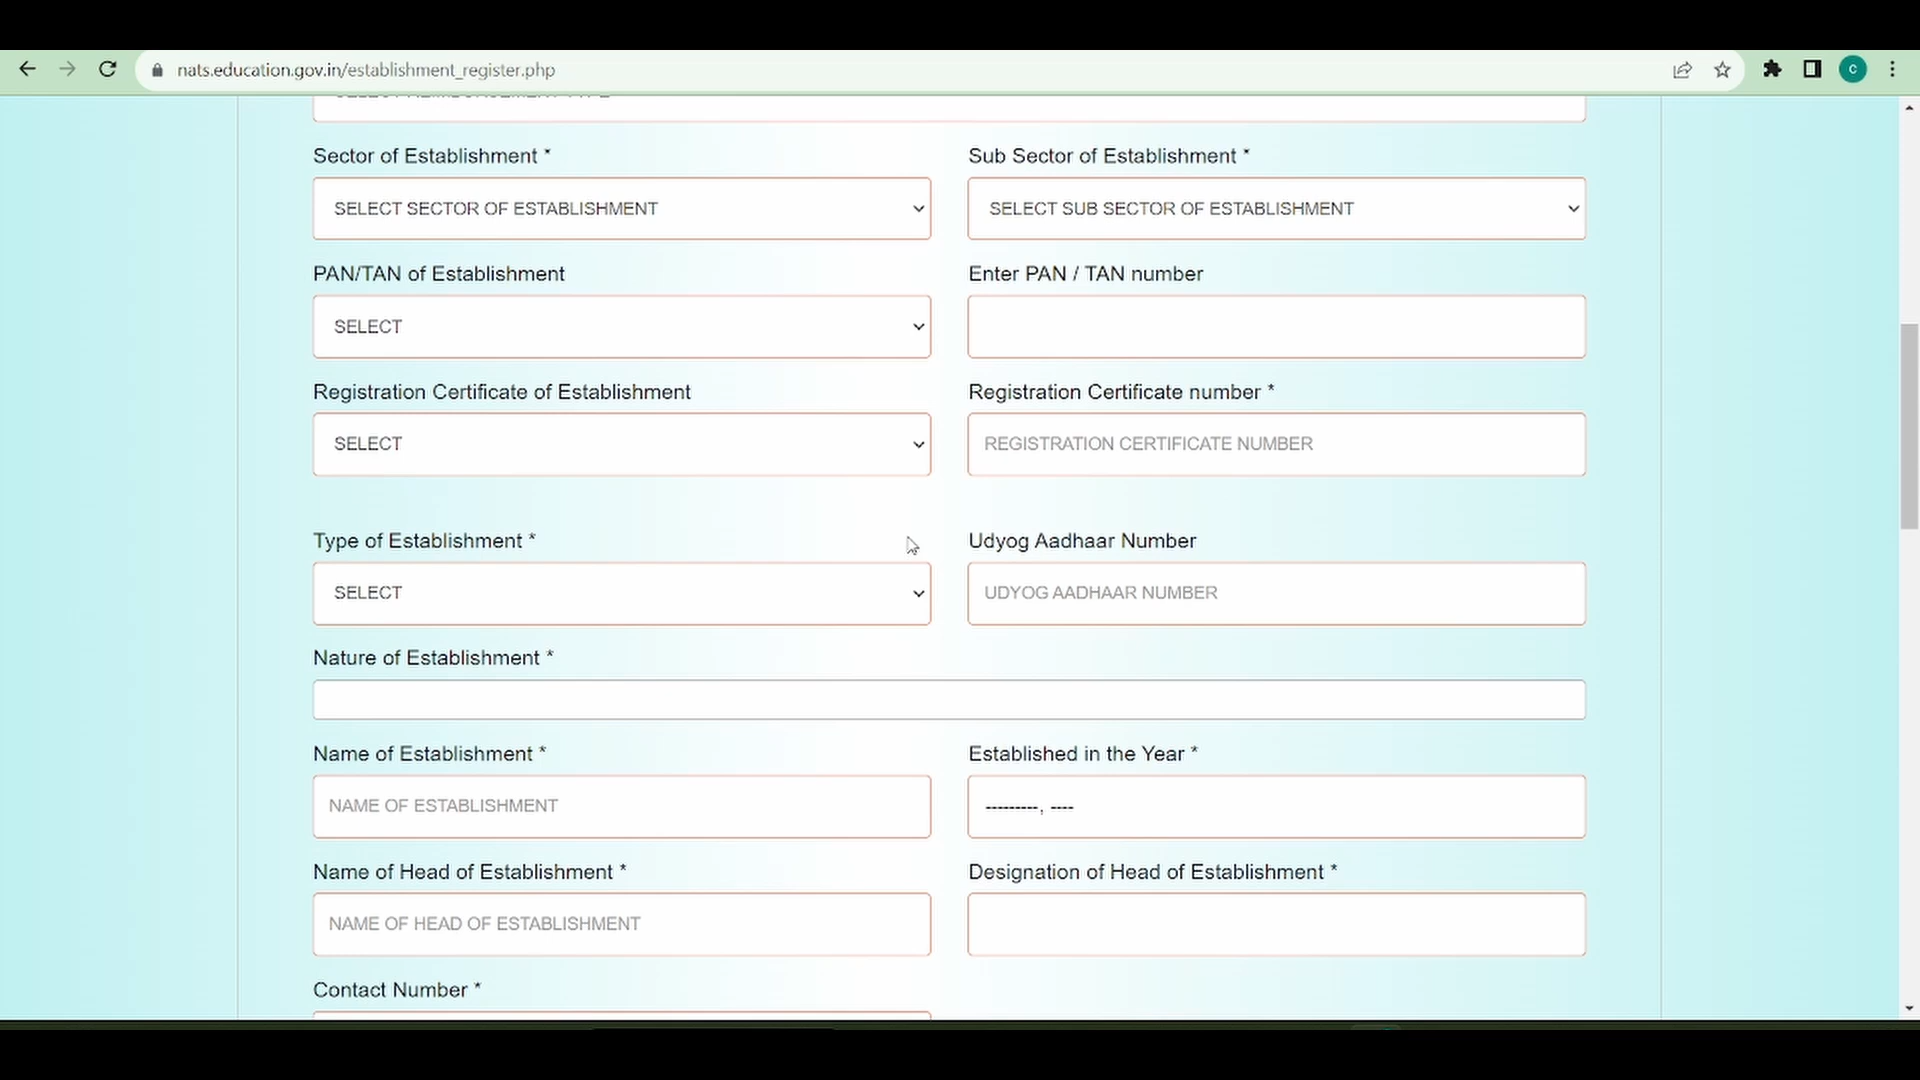 nats.education.gov.in/establishment_register.php
C
Sector of Establishment *
Sub Sector of Establishment *
SELECT SECTOR OF ESTABLISHMENT
SELECT SUB SECTOR OF ESTABLISHMENT
PAN/TAN of Establishment
Enter PAN / TAN number
SELECT
Registration Certificate of Establishment
Registration Certificate number *
SELECT
REGISTRATION CERTIFICATE NUMBER
Type of Establishment *
Udyog Aadhaar Number
SELECT
UDYOG AADHAAR NUMBER
Nature of Establishment *
Name of Establishment *
Established in the Year *
NAME OF ESTABLISHMENT
---------, ----
Name of Head of Establishment *
Designation of Head of Establishment *
NAME OF HEAD OF ESTABLISHMENT
Contact Number *